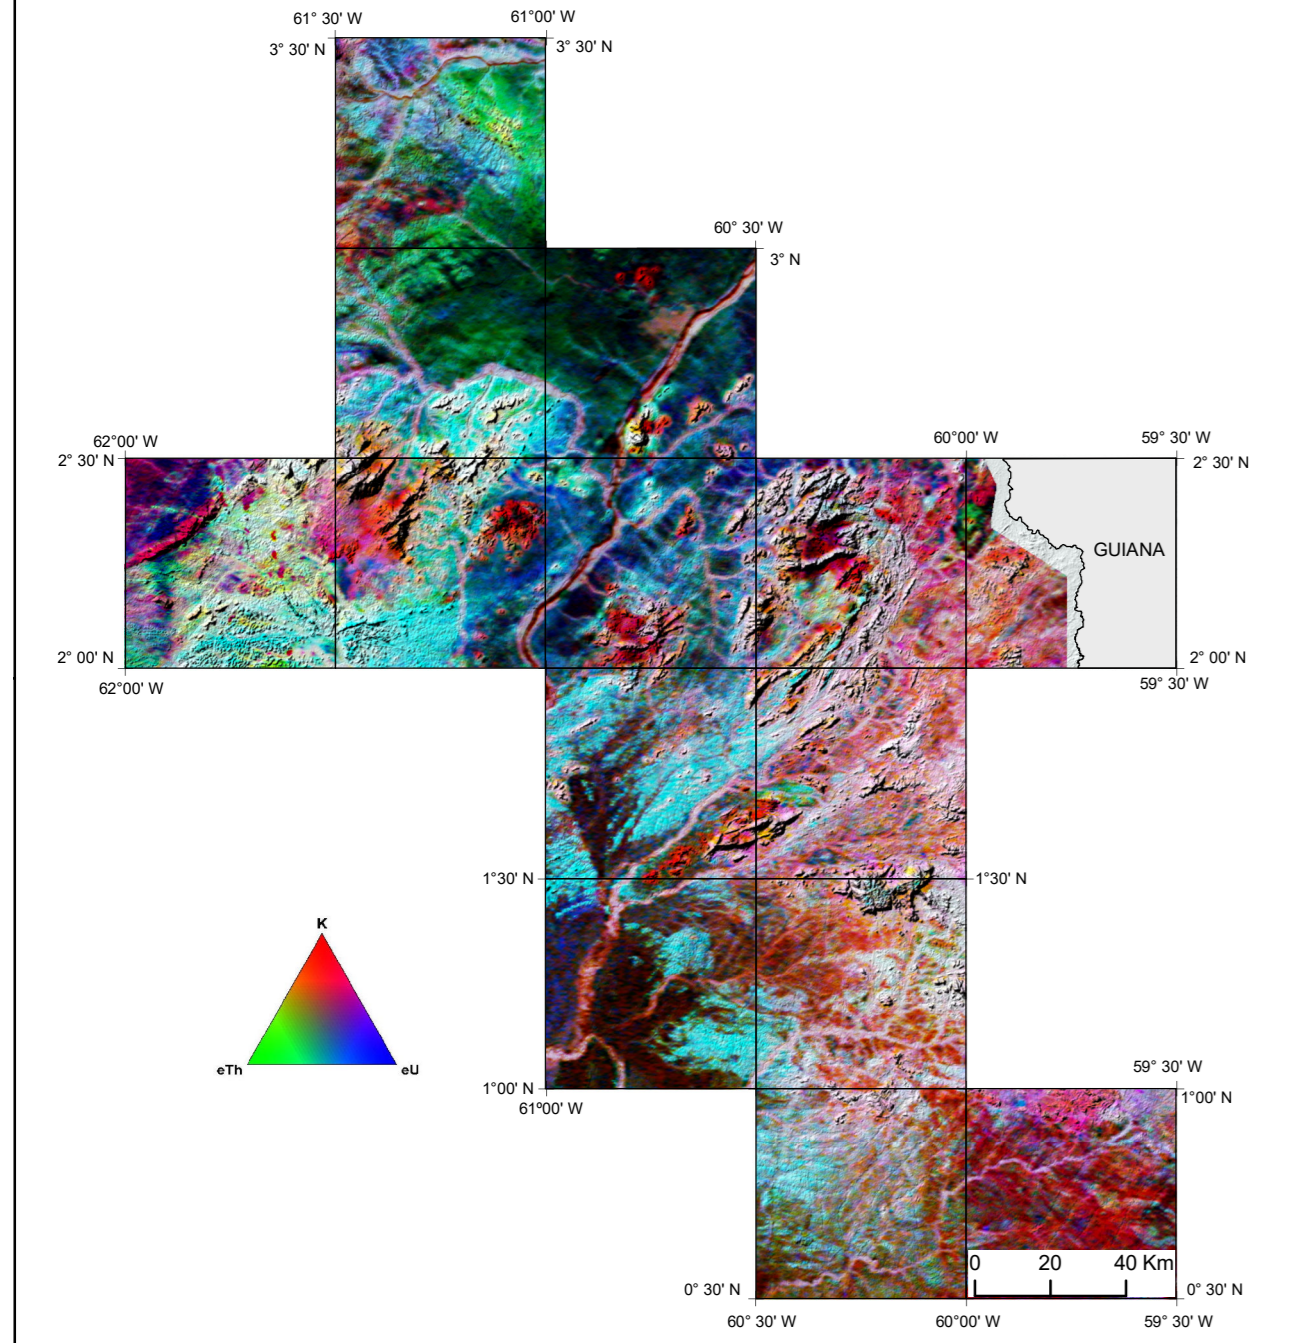 61° 30' W
61°00' W
3° 30' N
3° 30' N
60° 30' W
3° N
62°00' W
60°00' W
59° 30' W
2° 30' N
2° 30' N
GUIANA
2° 00' N
2° 00' N
62°00' W
59° 30' W
1°30' N
1°30' N
K
eTh
eU
59° 30' W
1°00' N
1°00' N
61°00' W
0 20 40 Km
0° 30' N
0° 30' N
60° 30' W
60°00' W
59° 30' W